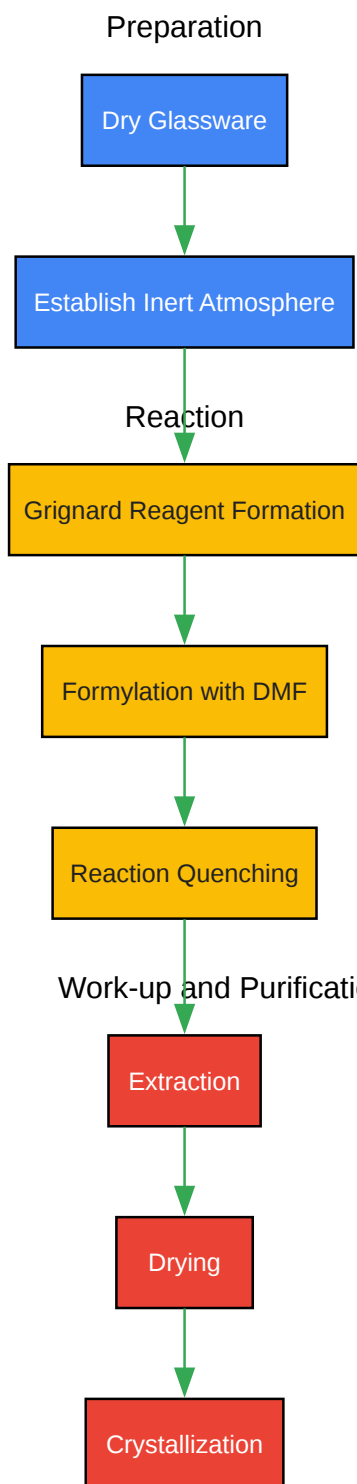 Preparation
Dry Glassware
Establish Inert Atmosphere
Reaction
Grignard Reagent Formation
Formylation with DMF
Reaction Quenching
Work-up and Purificati
Extraction
Drying
Crystallization